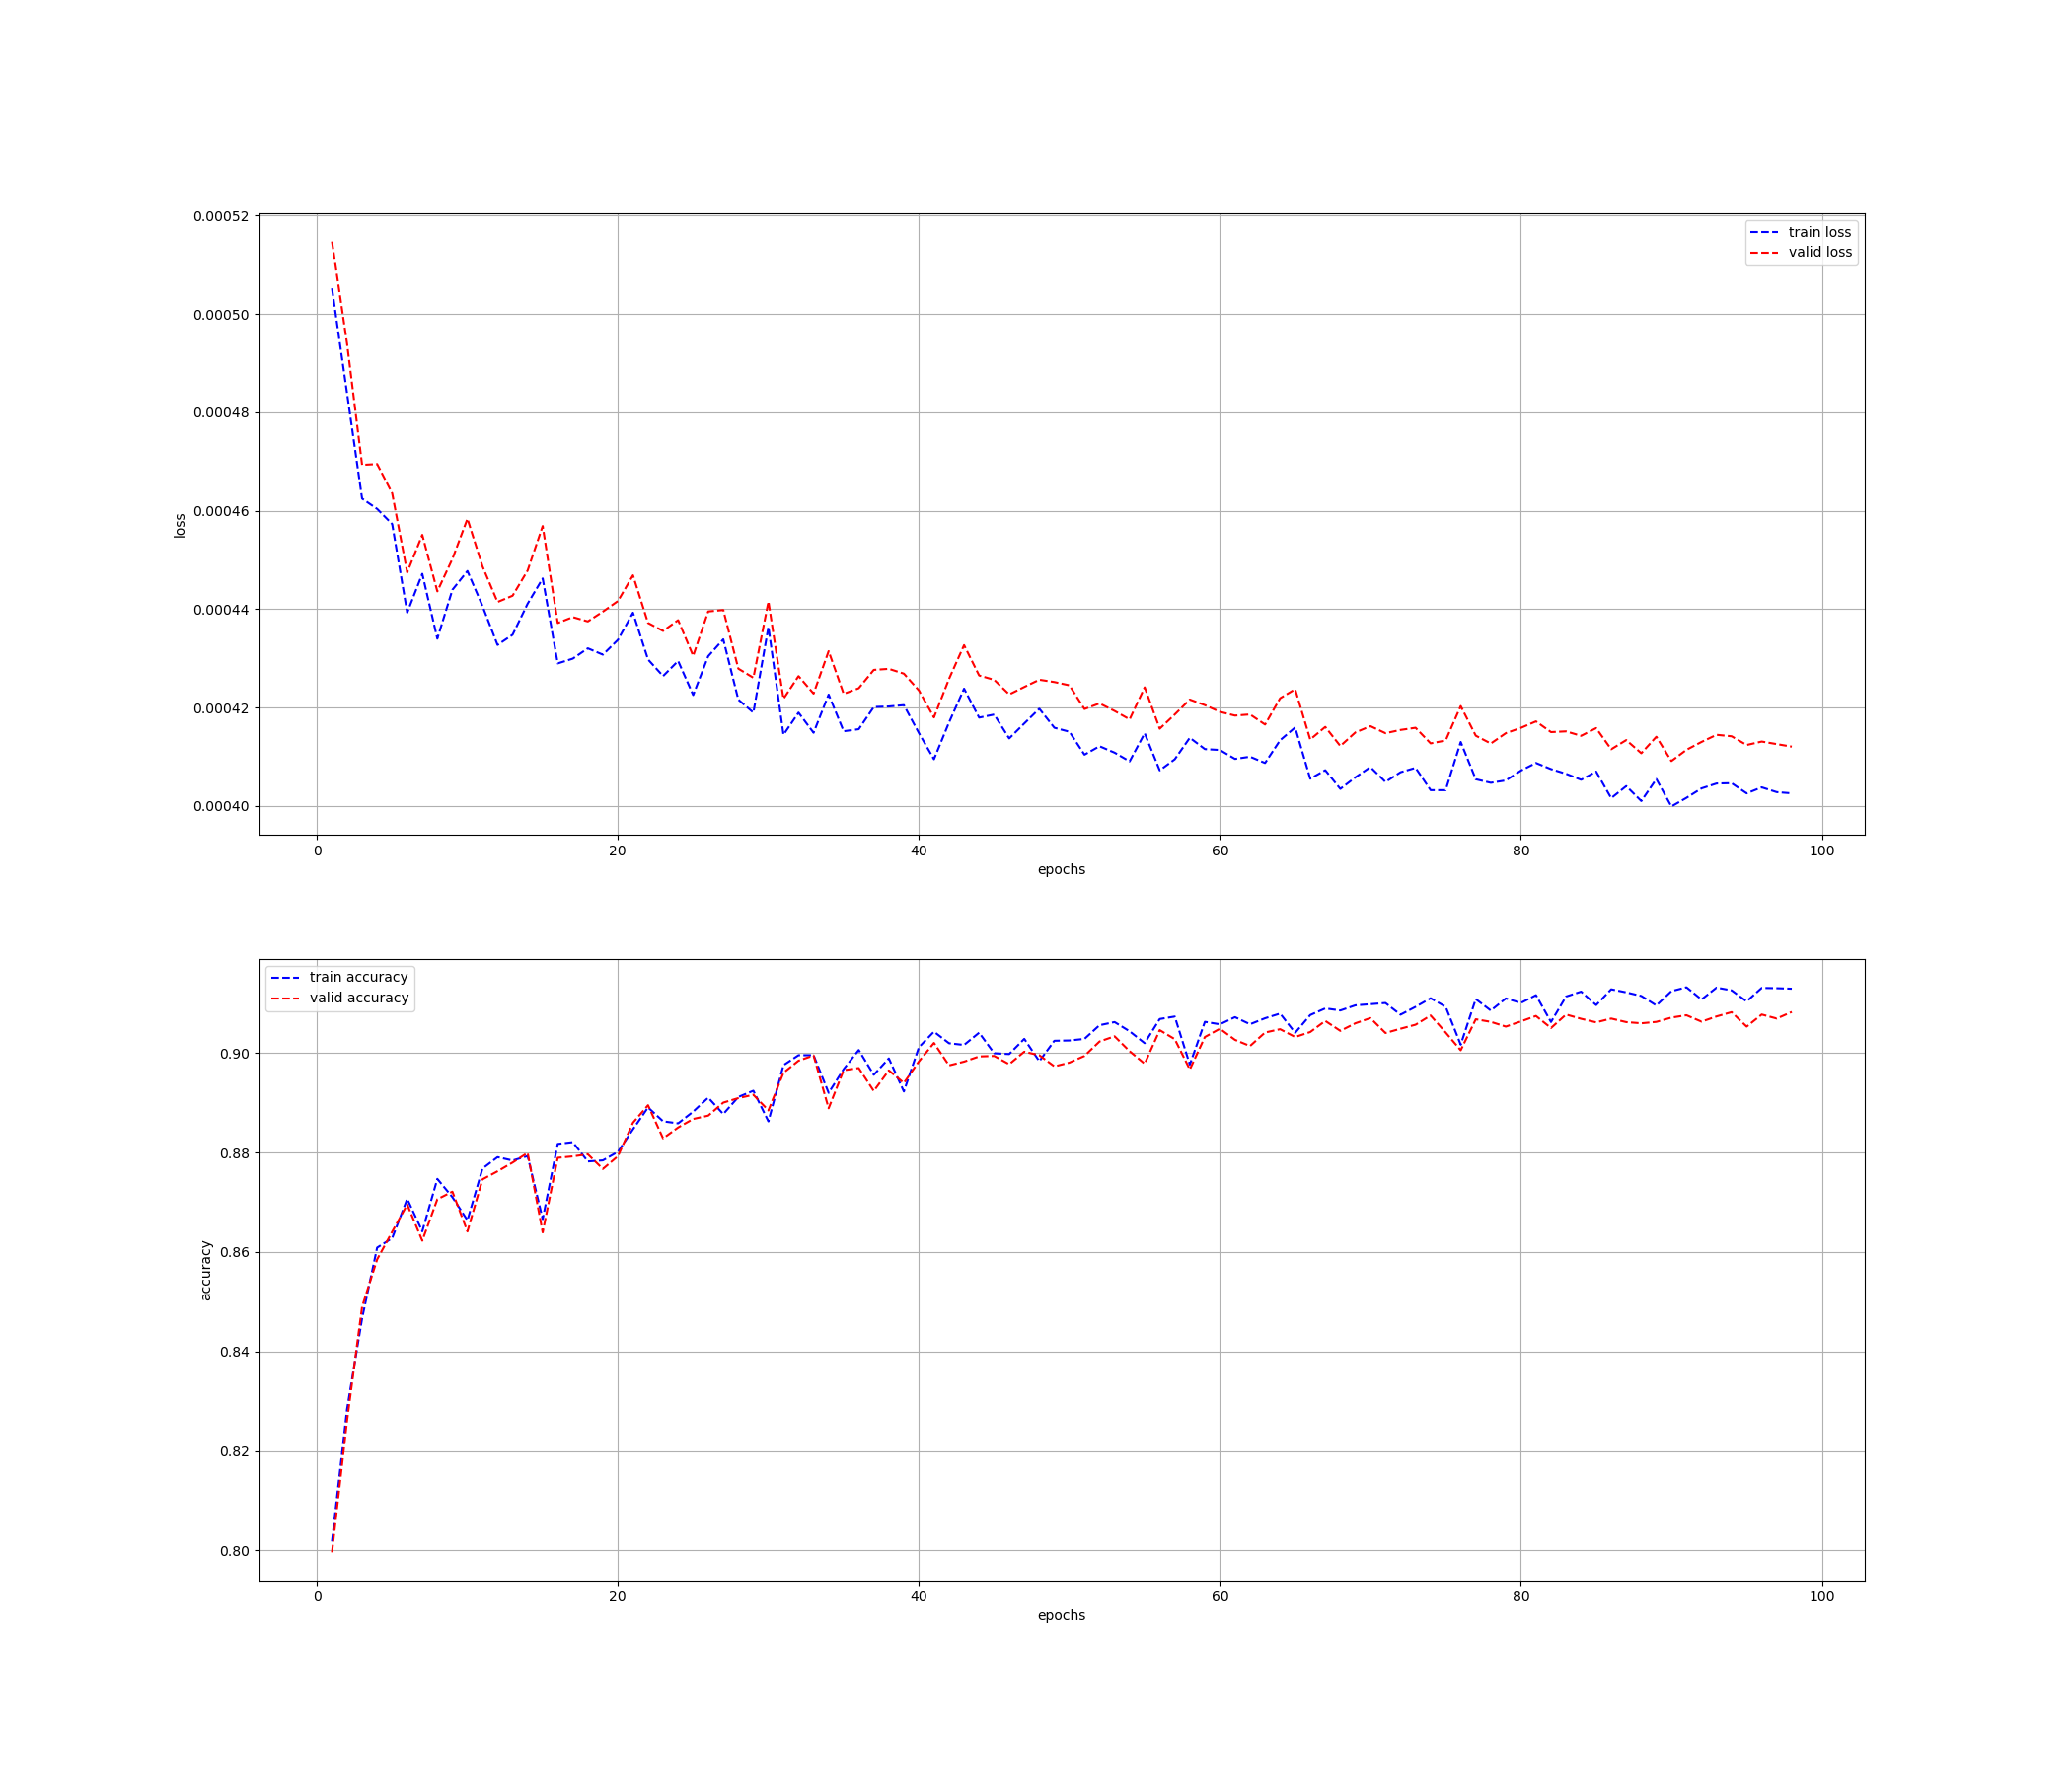 0.00052
0.00050
0.00048
0.00046
0.00044
0.00042
0.00040
loss
train loss
valid loss
0 20 40 60 80 100
epochs
train accuracy
valid accuracy
0.90
0.88
0.86
0.84
0.82
0.80
accuracy
0 20 40 60 80 100
epochs